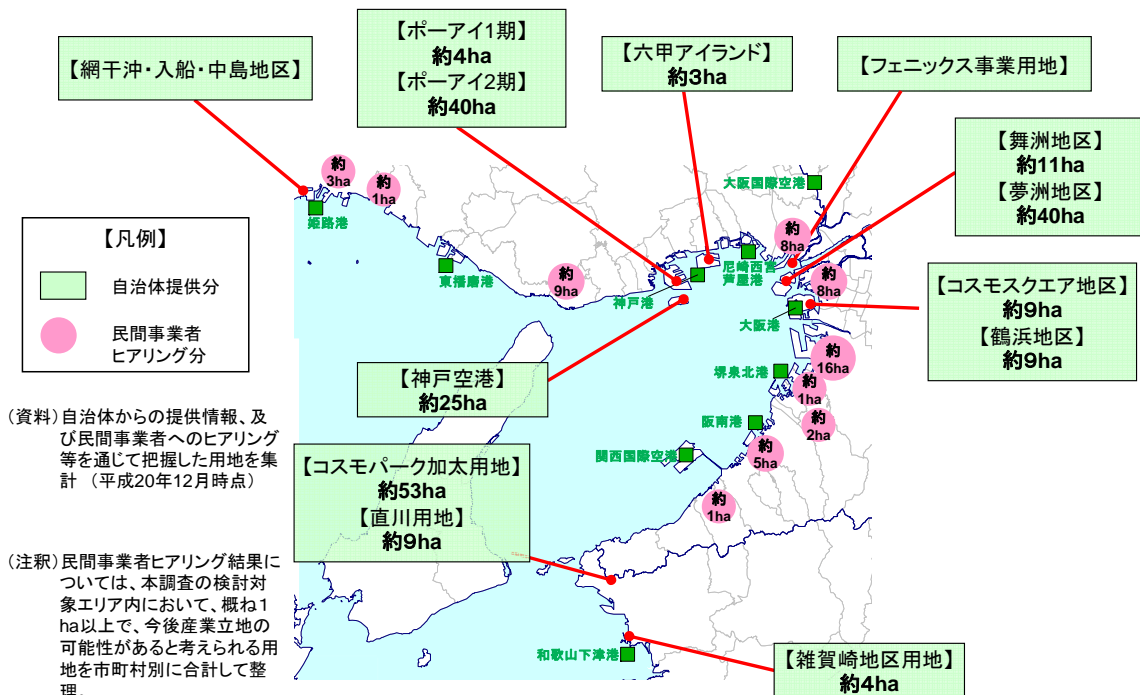 【網干沖・入船・中島地区】
【ポーアイ1期】
約4ha
【ポーアイ2期】
約40ha
【六甲アイランド】
約3ha
【フェニックス事業用地】
【舞洲地区】
約11ha
【夢洲地区】
約40ha
【コスモスクエア地区】
約9ha
【鶴浜地区】
約9ha
【神戸空港】
約25ha
【コスモパーク加太用地】
約53ha
【直川用地】
約9ha
【雑賀崎地区用地】
約4ha
約
3ha
約
1ha
約
9ha
約
8ha
約
8ha
約
16ha
約
1ha
約
2ha
約
5ha
約
1ha
姫路港
東播磨港
神戸港
尼崎西宮
芦屋港
大阪国際空港
大阪港
堺泉北港
阪南港
関西国際空港
和歌山下津港
【凡例】
自治体提供分
民間事業者
ヒアリング分
(資料)自治体からの提供情報、及
び民間事業者へのヒアリング
等を通じて把握した用地を集
計 (平成20年12月時点)
(注釈)民間事業者ヒアリング結果に
ついては、本調査の検討対
象エリア内において、概ね1
ha以上で、今後産業立地の
可能性があると考えられる用
地を市町村別に合計して整
理。